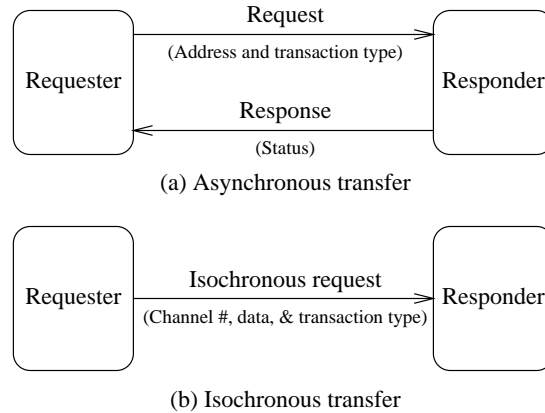 Request
(Address and transaction type)
Requester
Responder
Response
(Status)
(a) Asynchronous transfer
Isochronous request
Requester
Responder
(Channel #, data, & transaction type)
(b) Isochronous transfer